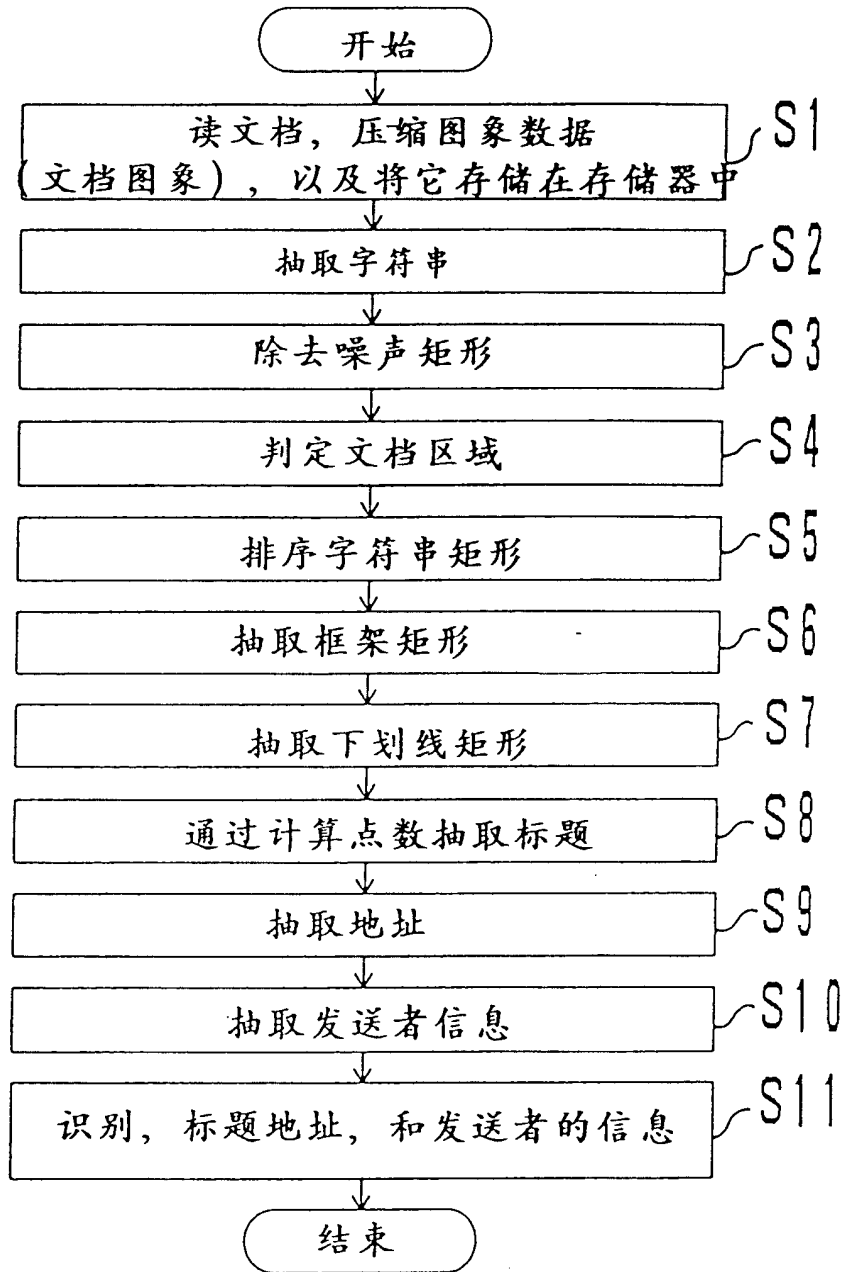 开始
读文档，压缩图象数据 S1
(文档图象)，以及将它存储在存储器中
抽取字符串 S2
除去噪声矩形 S3
判定文档区域 S4
排序字符串矩形 S5
抽取框架矩形 S6
抽取下划线矩形 S7
通过计算点数抽取标题 S8
抽取地址 S9
抽取发送者信息 S10
识别，标题地址，和发送者的信息 S11
结束